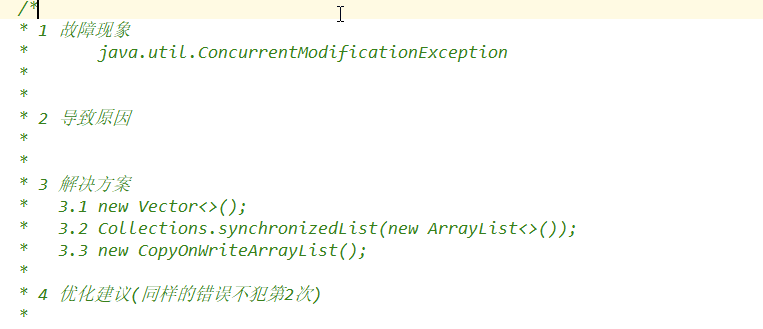 /*
* 1 故障现象
* java.util.ConcurrentModificationException
*
*
* 2 导致原因
*
*
* 3 解决方案
* 3.1 new Vector<>();
* 3.2 Collections.synchronizedList(new ArrayList<>());
* 3.3 new CopyOnWriteArrayList();
*
* 4 优化建议(同样的错误不犯第2次)
*